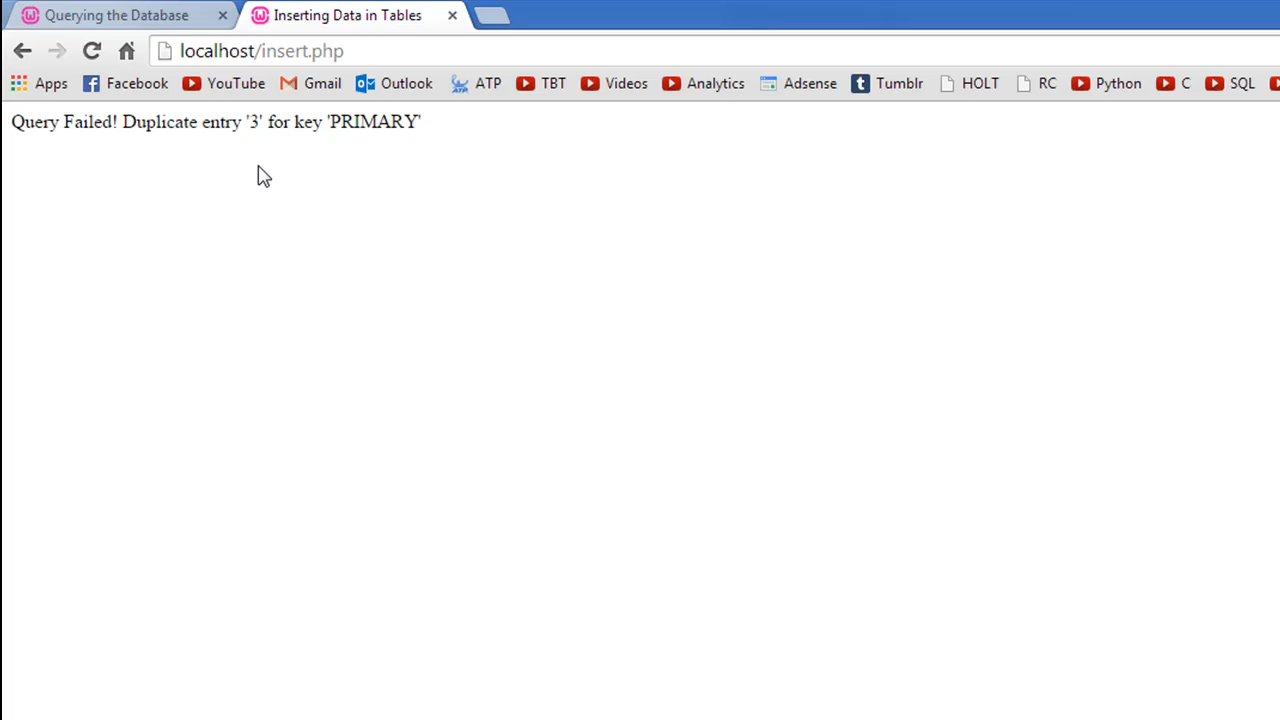 Querying the Database Inserting Data in Tables
localhost/insert.php
Apps Facebook YouTube Gmail Outlook ATP TBT Videos Analytics Adsense Tumblr HOLT RC Python C SQL
Query Failed! Duplicate entry '3' for key 'PRIMARY'